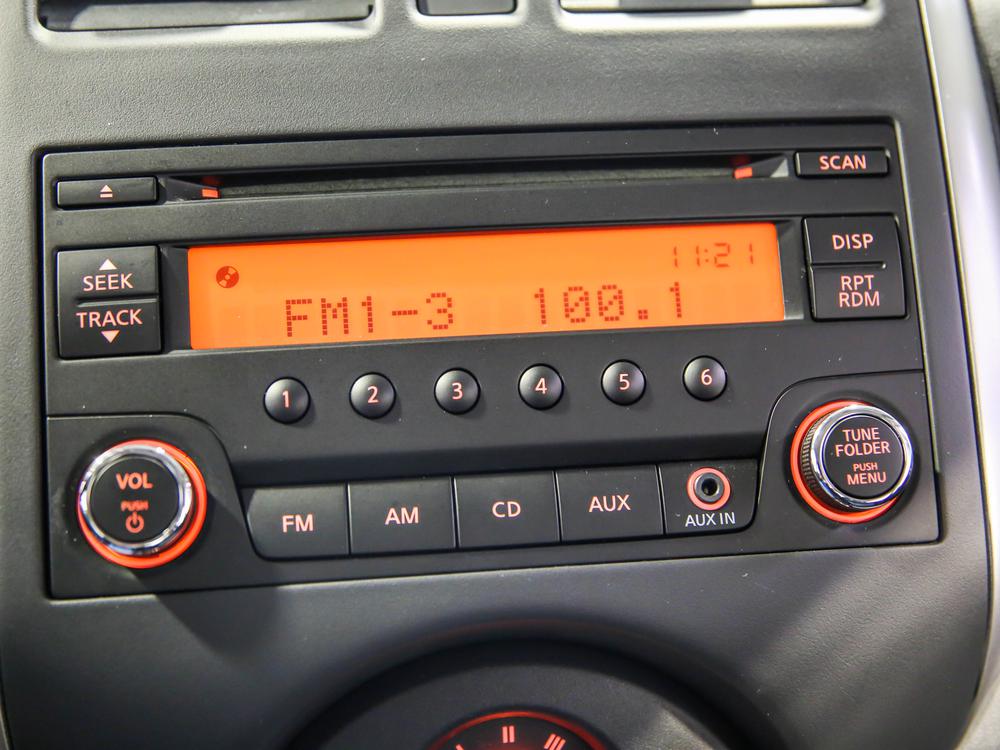 SCAN
SEEK
TRACK
11:21
FM1-3 100.1
DISP
RPT
RDM
1 2 3 4 5 6
VOL
PUSH
TUNE
FOLDER
PUSH
MENU
FM AM CD AUX
AUX IN